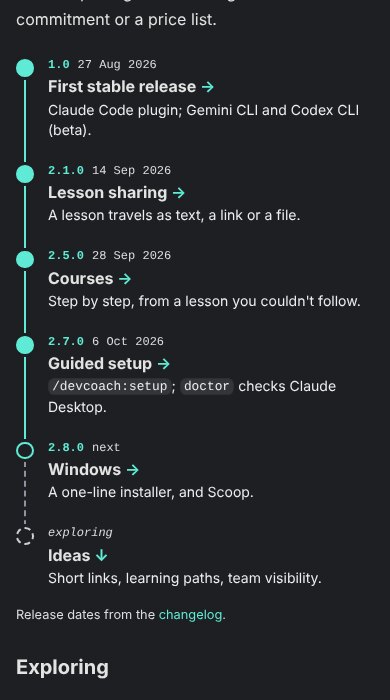 commitment or a price list.
1.0 27 Aug 2026
First stable release →
Claude Code plugin; Gemini CLI and Codex CLI
(beta).
2.1.0 14 Sep 2026
Lesson sharing →
A lesson travels as text, a link or a file.
2.5.0 28 Sep 2026
Courses →
Step by step, from a lesson you couldn't follow.
2.7.0 6 Oct 2026
Guided setup →
/devcoach:setup; doctor checks Claude
Desktop.
2.8.0 next
Windows →
A one-line installer, and Scoop.
exploring
Ideas ↓
Short links, learning paths, team visibility.
Release dates from the changelog.
Exploring